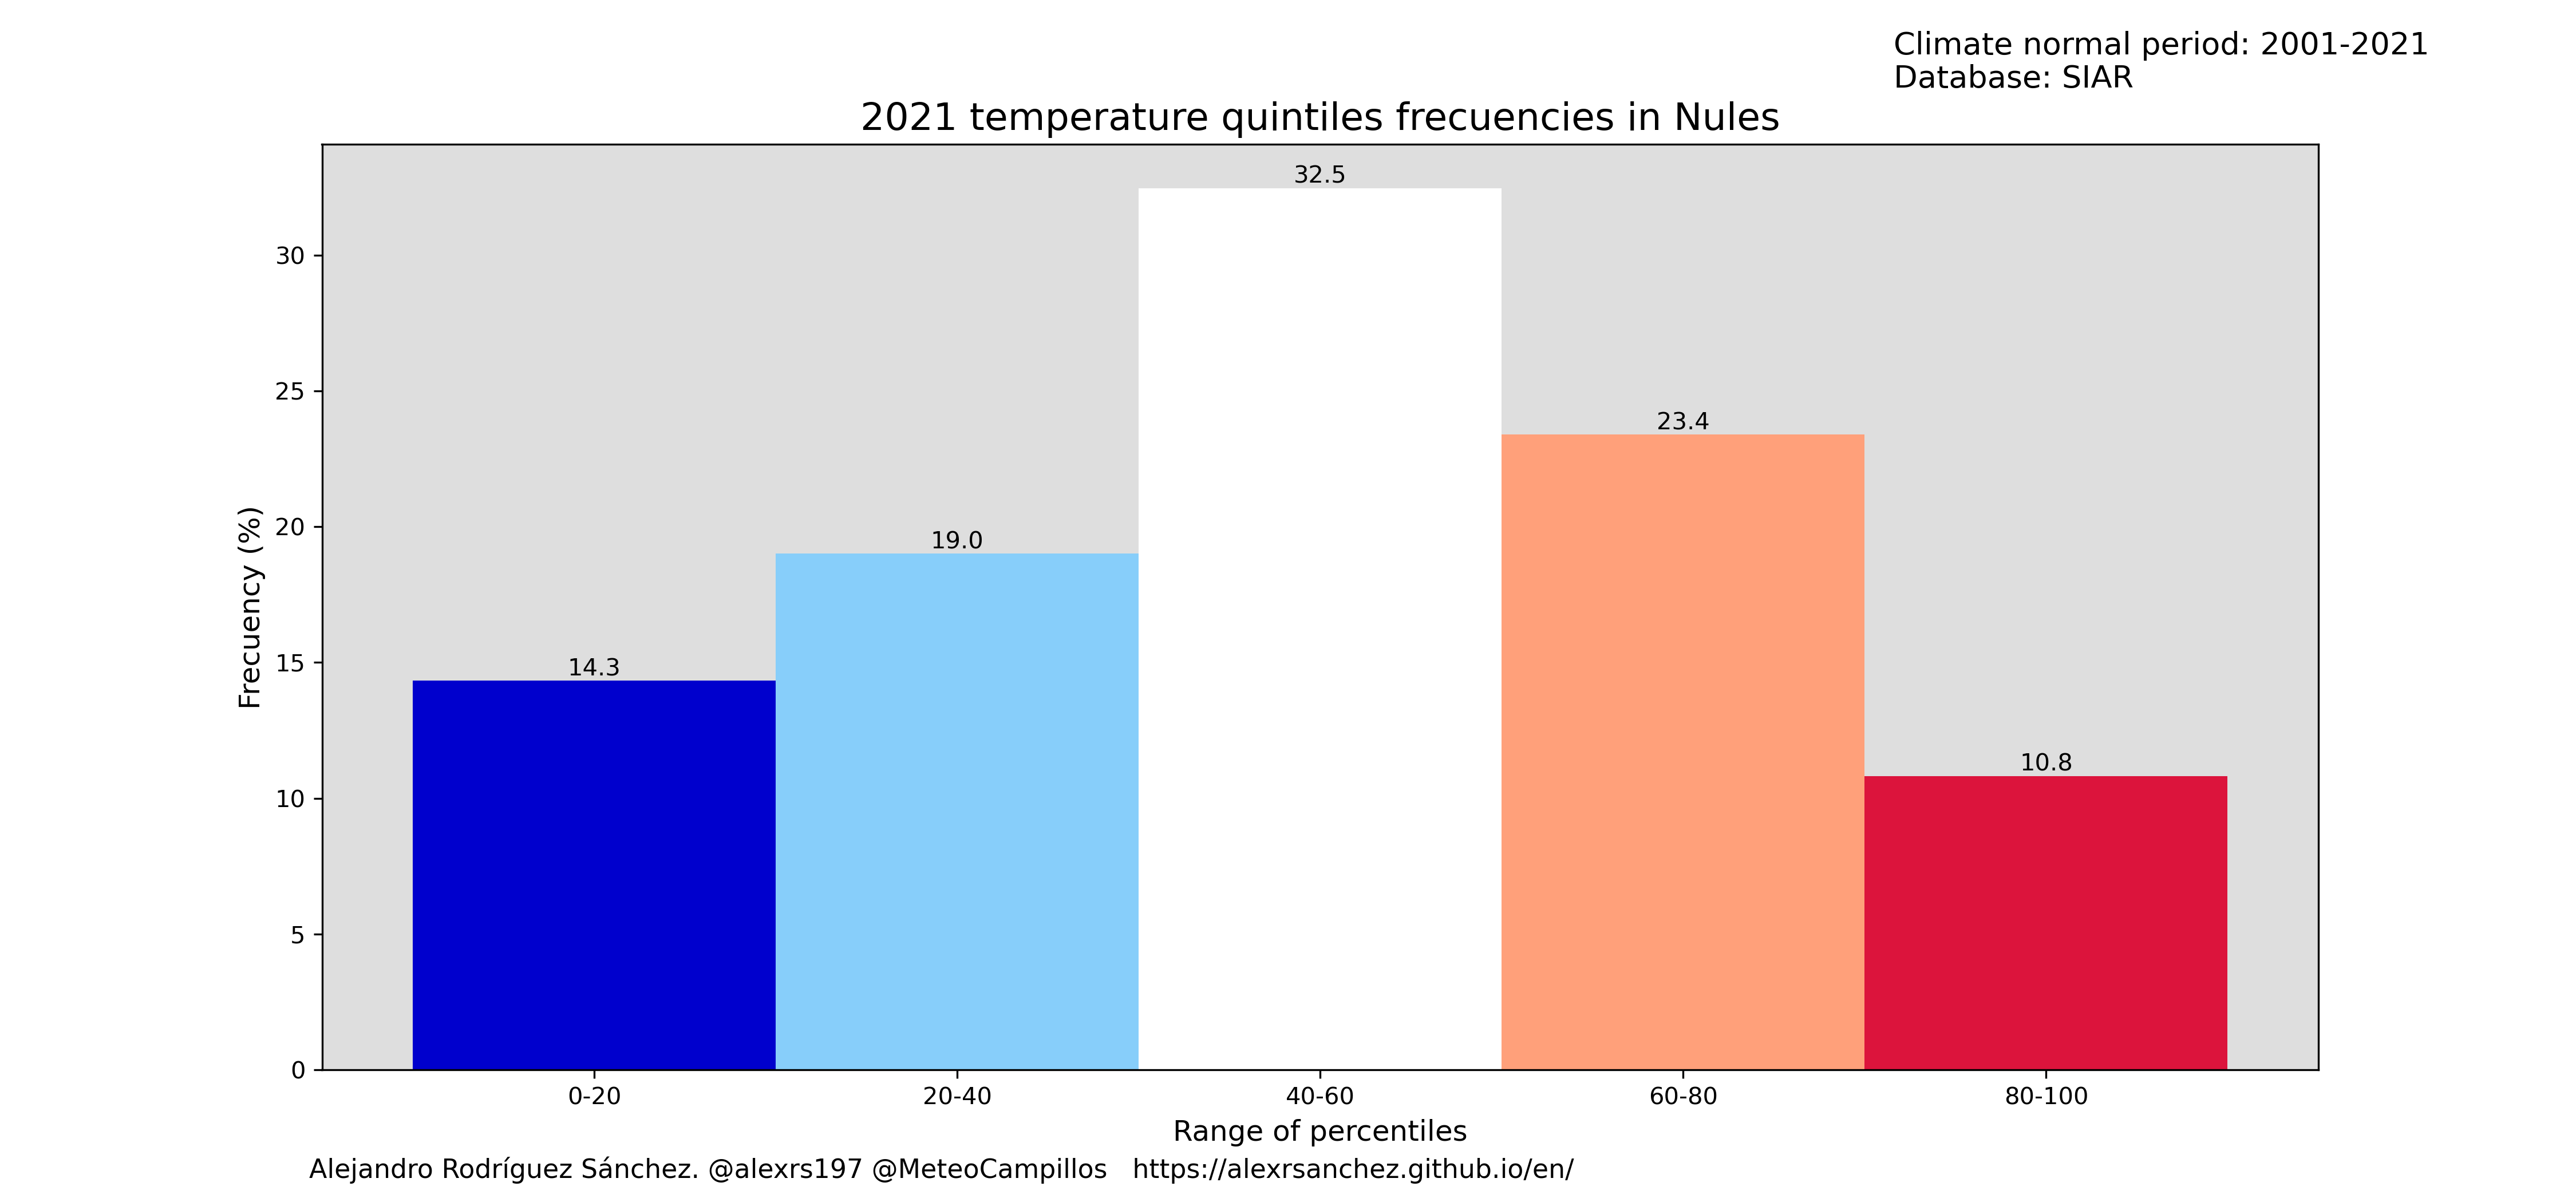 Climate normal period: 2001-2021
Database: SIAR
2021 temperature quintiles frecuencies in Nules
32.5
30
25
23.4
Frecuency (%)
20
19.0
15
14.3
10.8
10
5
0
0-20 20-40 40-60 60-80 80-100
Range of percentiles
Alejandro Rodríguez Sánchez. @alexrs197 @MeteoCampillos https://alexrsanchez.github.io/en/